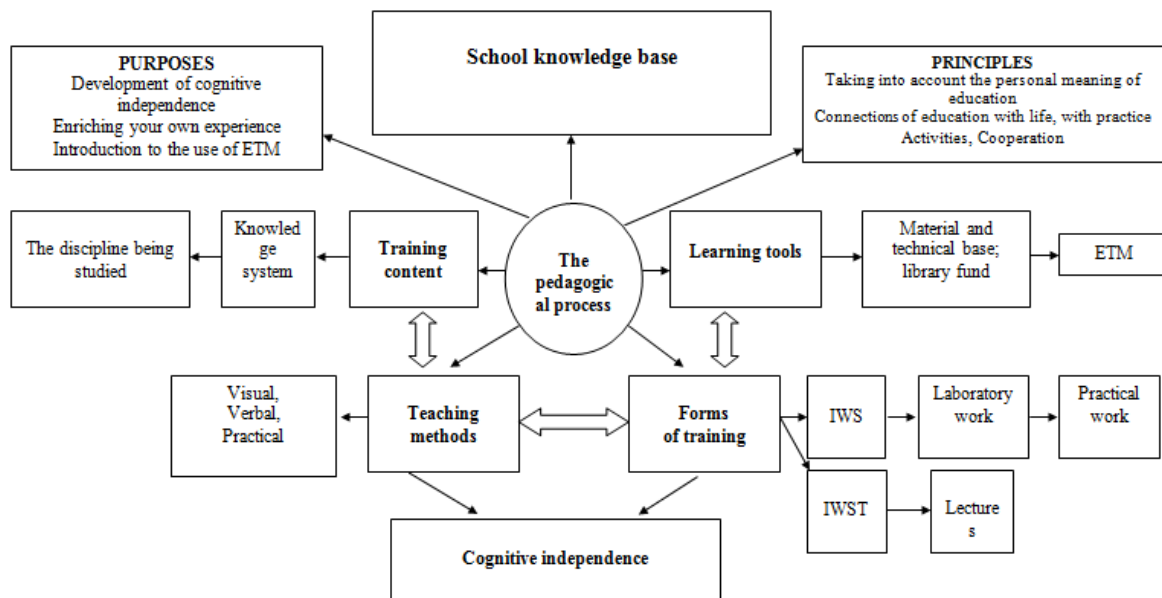 School knowledge base
PURPOSES
Development of cognitive
independence
Enriching your own experience
Introduction to the use of ETM
PRINCIPLES
Taking into account the personal meaning of
education
Connections of education with life, with practice
Activities, Cooperation
The discipline being
studied
Knowled
ge
system
Training
content
The
pedagogic
al process
Learning tools
Material and
technical base;
library fund
ETM
Visual,
Verbal,
Practical
Teaching
methods
Forms
of training
IWS
Laboratory
work
Practical
work
IWST
Lecture
s
Cognitive independence